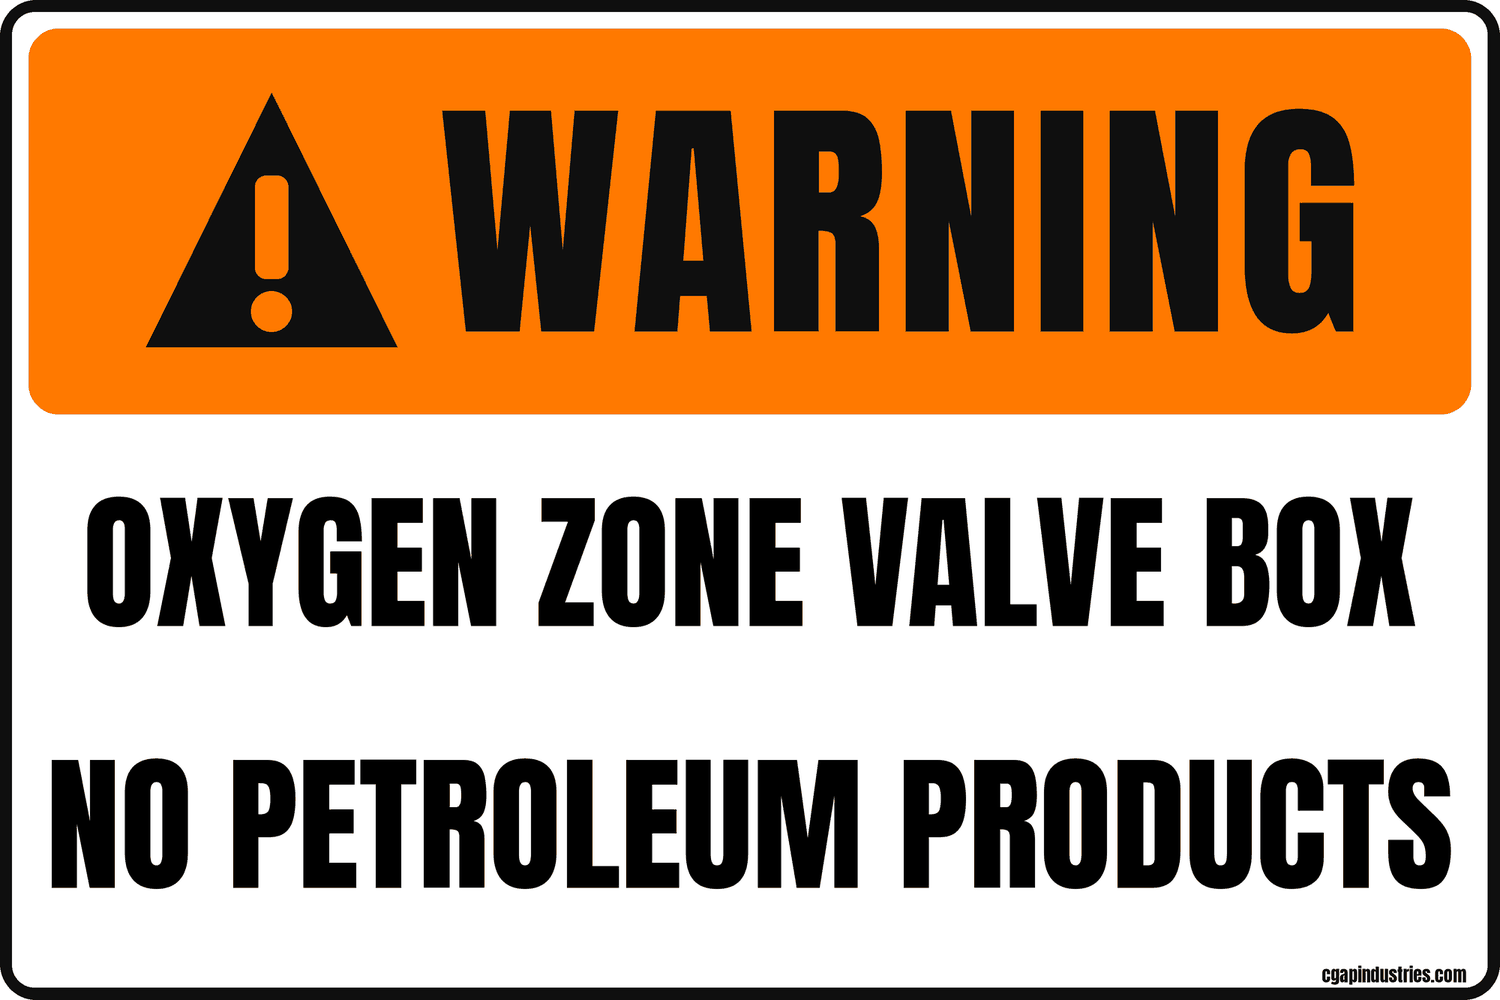 WARNING
OXYGEN ZONE VALVE BOX
NO PETROLEUM PRODUCTS
cgapindustries.com